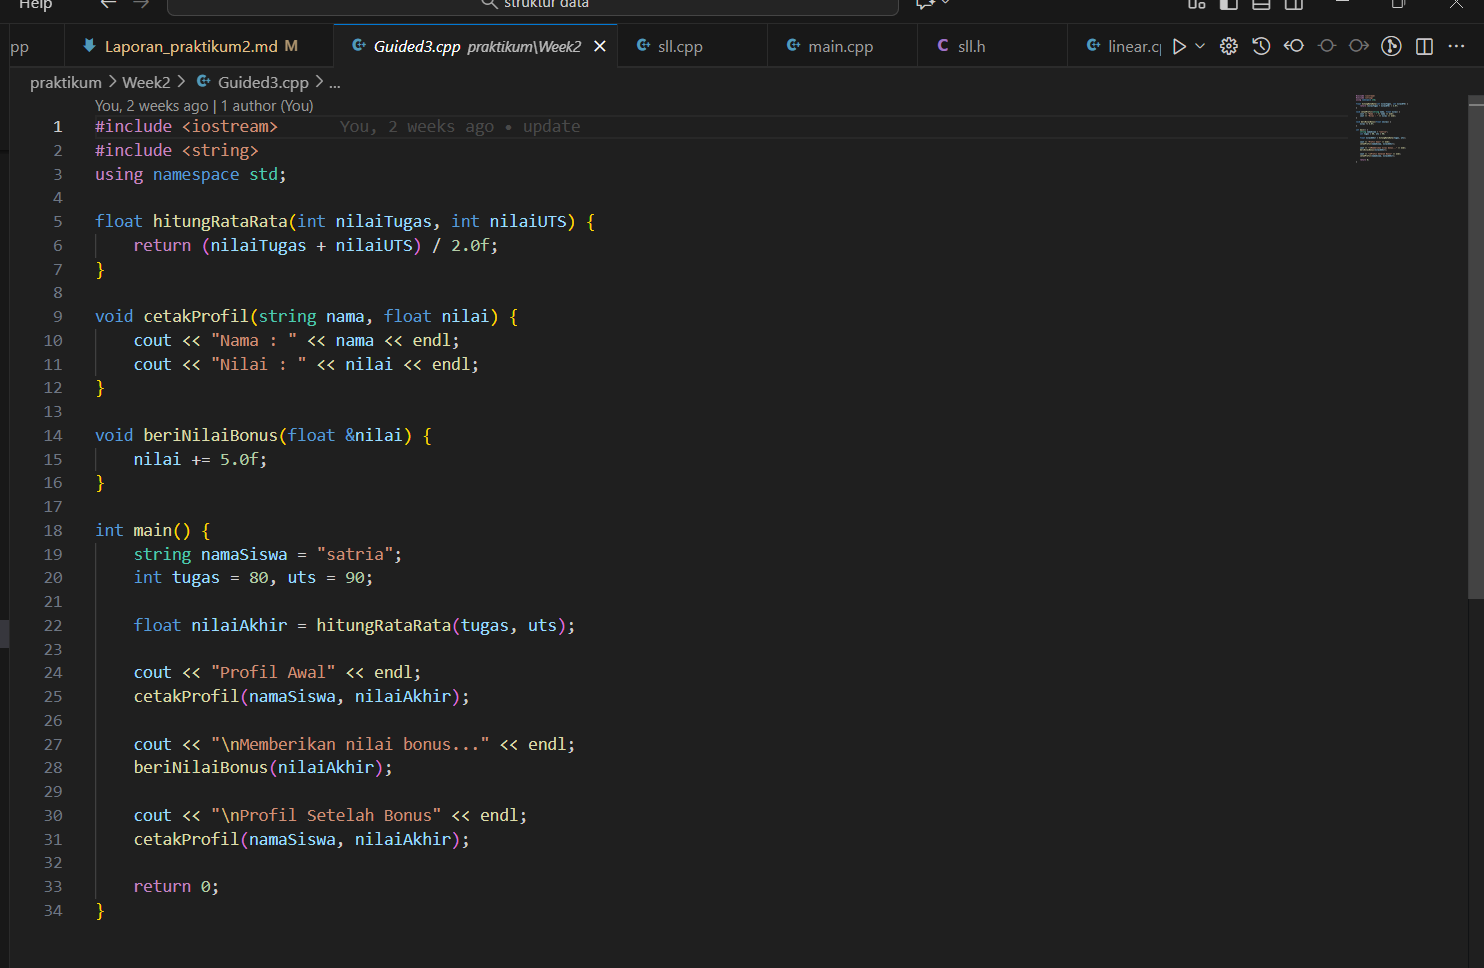 Help
struktur data
pp
Laporan_praktikum2.md M
Guided3.cpp praktikum\Week2
sll.cpp
main.cpp
C sll.h
linear.c
praktikum > Week2 > Guided3.cpp > ...
You, 2 weeks ago | 1 author (You)
1 #include <iostream> You, 2 weeks ago • update
2 #include <string>
3 using namespace std;
4
5 float hitungRataRata(int nilaiTugas, int nilaiUTS) {
6 return (nilaiTugas + nilaiUTS) / 2.0f;
7 }
8
9 void cetakProfil(string nama, float nilai) {
10 cout << "Nama : " << nama << endl;
11 cout << "Nilai : " << nilai << endl;
12 }
13
14 void beriNilaiBonus(float &nilai) {
15 nilai += 5.0f;
16 }
17
18 int main() {
19 string namaSiswa = "satria";
20 int tugas = 80, uts = 90;
21
22 float nilaiAkhir = hitungRataRata(tugas, uts);
23
24 cout << "Profil Awal" << endl;
25 cetakProfil(namaSiswa, nilaiAkhir);
26
27 cout << "\nMemberikan nilai bonus..." << endl;
28 beriNilaiBonus(nilaiAkhir);
29
30 cout << "\nProfil Setelah Bonus" << endl;
31 cetakProfil(namaSiswa, nilaiAkhir);
32
33 return 0;
34 }